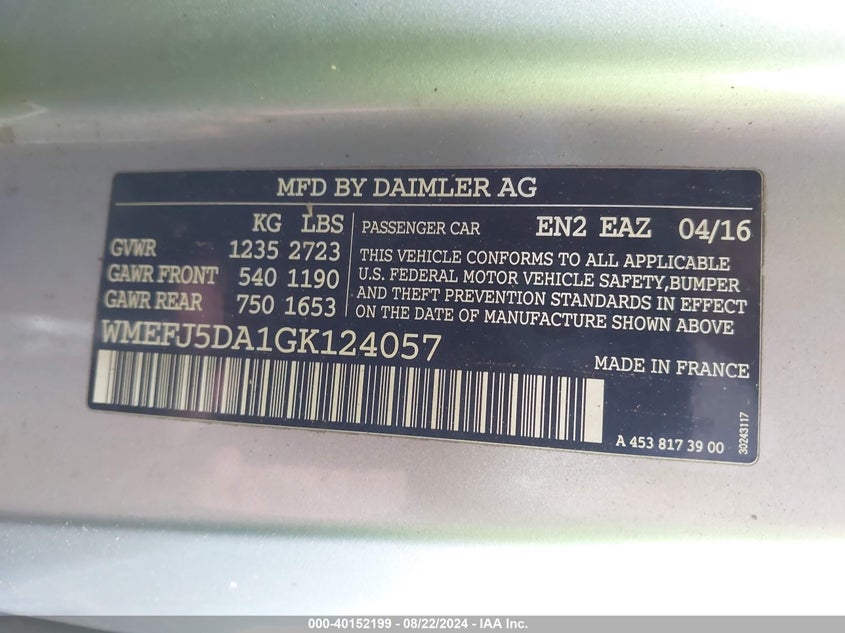 MFD BY DAIMLER AG
KG LBS
GVWR 1235 2723
GAWR FRONT 540 1190
GAWR REAR 750 1653
PASSENGER CAR EN2 EAZ 04/16
THIS VEHICLE CONFORMS TO ALL APPLICABLE
U.S. FEDERAL MOTOR VEHICLE SAFETY,BUMPER
AND THEFT PREVENTION STANDARDS IN EFFECT
ON THE DATE OF MANUFACTURE SHOWN ABOVE
WMEFJ5DA1GK124057
MADE IN FRANCE
A 453 817 39 00
30243117
000-40152199 - 08/22/2024 - IAA Inc.